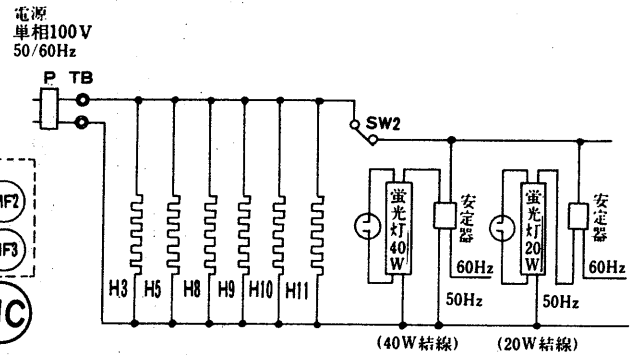 電源
単相100V
50/60Hz
P TB
SW2
MF2
MF3
H3 H5 H8 H9 H10 H11
蛍光灯40W
安定器
60Hz
50Hz
蛍光灯20W
安定器
60Hz
50Hz
(40W結線) (20W結線)